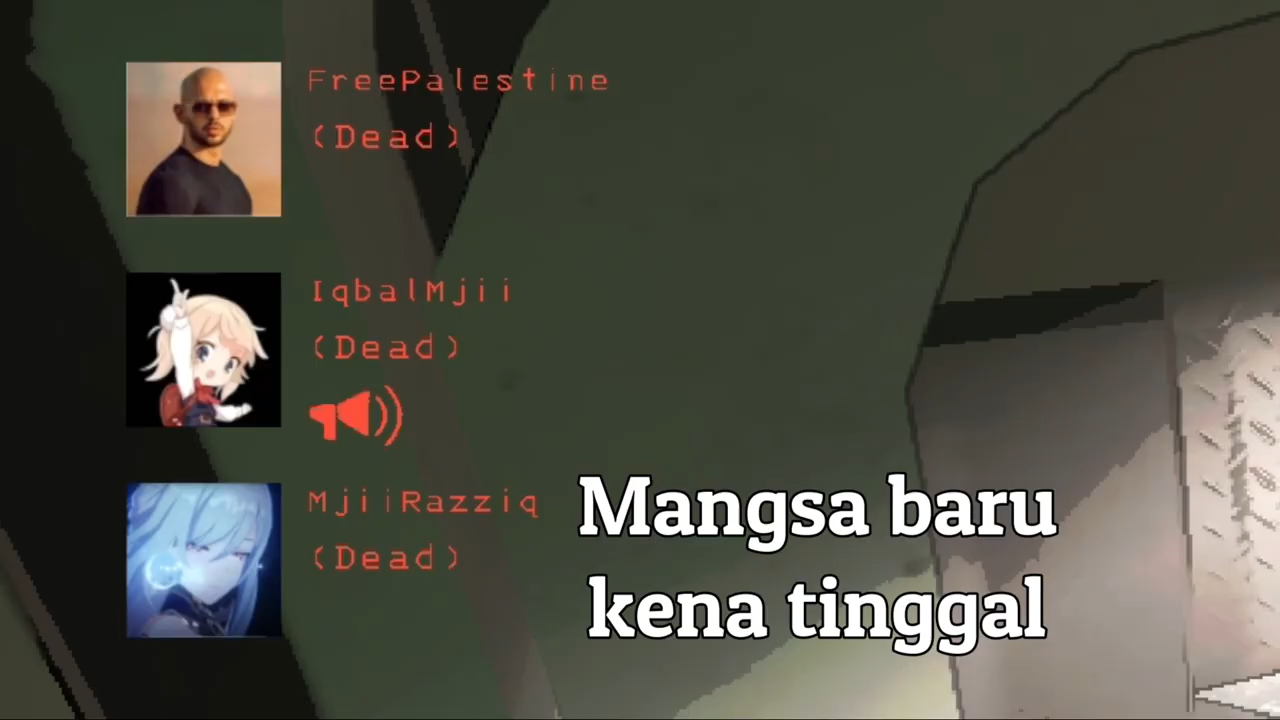 FreePalestine
(Dead)
IqbalMjii
(Dead)
MjiiRazziq
(Dead)
Mangsa baru
kena tinggal